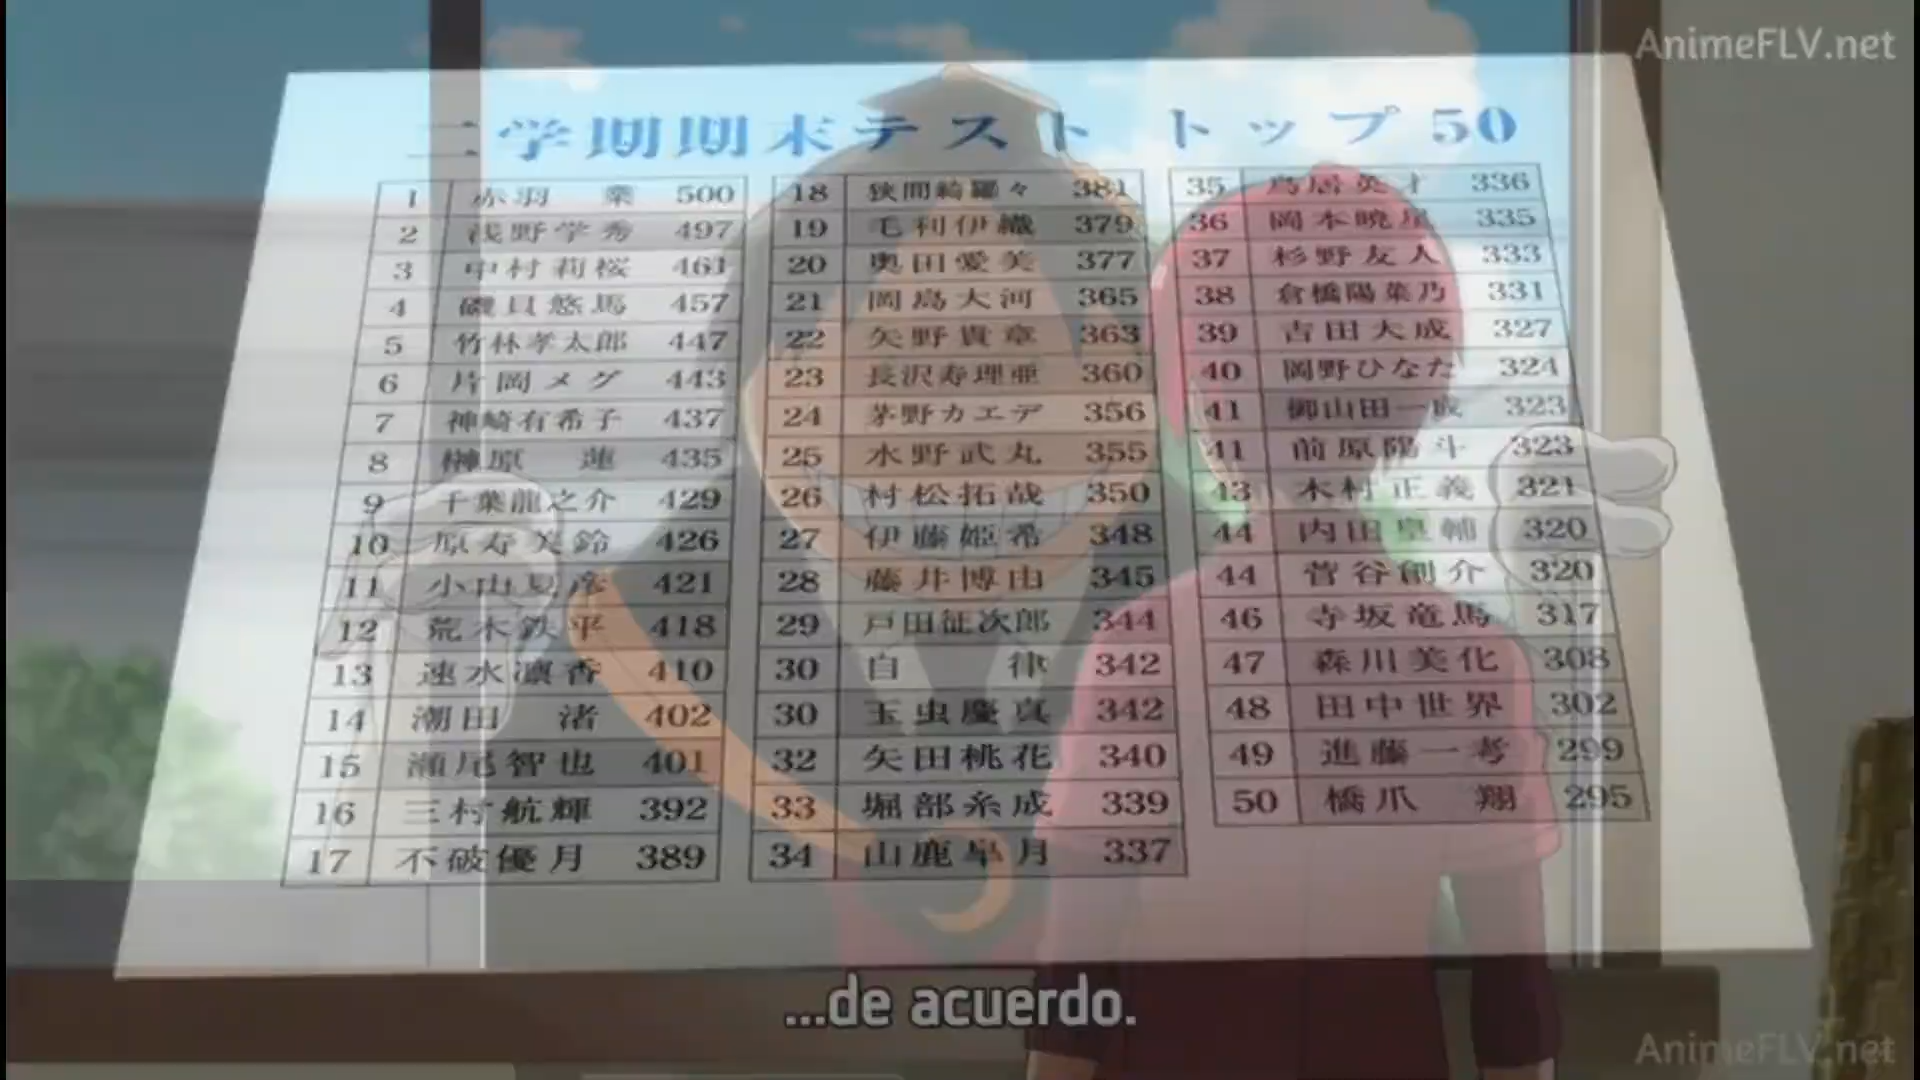 AnimeFLV.net
二学期期末テスト トップ50
1 赤羽 業 500
2 浅野学秀 497
3 中村莉桜 461
4 磯貝悠馬 457
5 竹林孝太郎 447
6 片岡メグ 443
7 神崎有希子 437
8 榊原 蓮 435
9 千葉龍之介 429
10 原寿美鈴 426
11 小山夏彦 421
12 荒木鉄平 418
13 速水凛香 410
14 潮田 渚 402
15 瀬尾智也 401
16 三村航輝 392
17 不破優月 389
18 狭間綺羅々 381
19 毛利伊織 379
20 奥田愛美 377
21 岡島大河 365
22 矢野貴章 363
23 長沢寿理亜 360
24 茅野カエデ 356
25 水野武丸 355
26 村松拓哉 350
27 伊藤姫希 348
28 藤井博由 345
29 戸田征次郎 344
30 自 律 342
30 玉虫慶真 342
32 矢田桃花 340
33 堀部糸成 339
34 山鹿皐月 337
35 鳥居英才 336
36 岡本暁星 335
37 杉野友人 333
38 倉橋陽菜乃 331
39 吉田大成 327
40 岡野ひなた 324
41 御山田一成 323
41 前原陽斗 323
43 木村正義 321
44 内田皇輔 320
44 菅谷創介 320
46 寺坂竜馬 317
47 森川美化 308
48 田中世界 302
49 進藤一考 299
50 橋爪 翔 295
...de acuerdo.
AnimeFLV.net